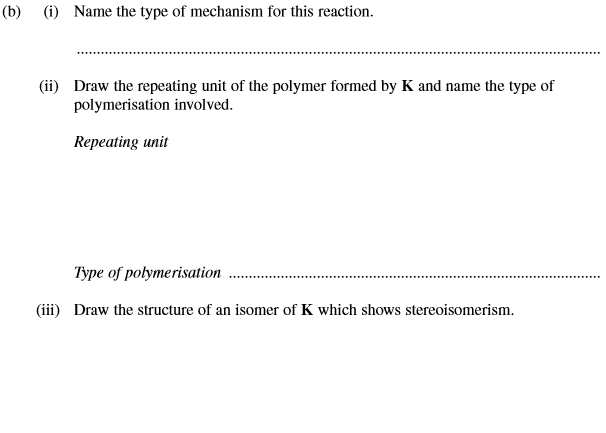 (b) (i) Name the type of mechanism for this reaction.
(ii) Draw the repeating unit of the polymer formed by K and name the type of
polymerisation involved.
Repeating unit
Type of polymerisation
(iii) Draw the structure of an isomer of K which shows stereoisomerism.